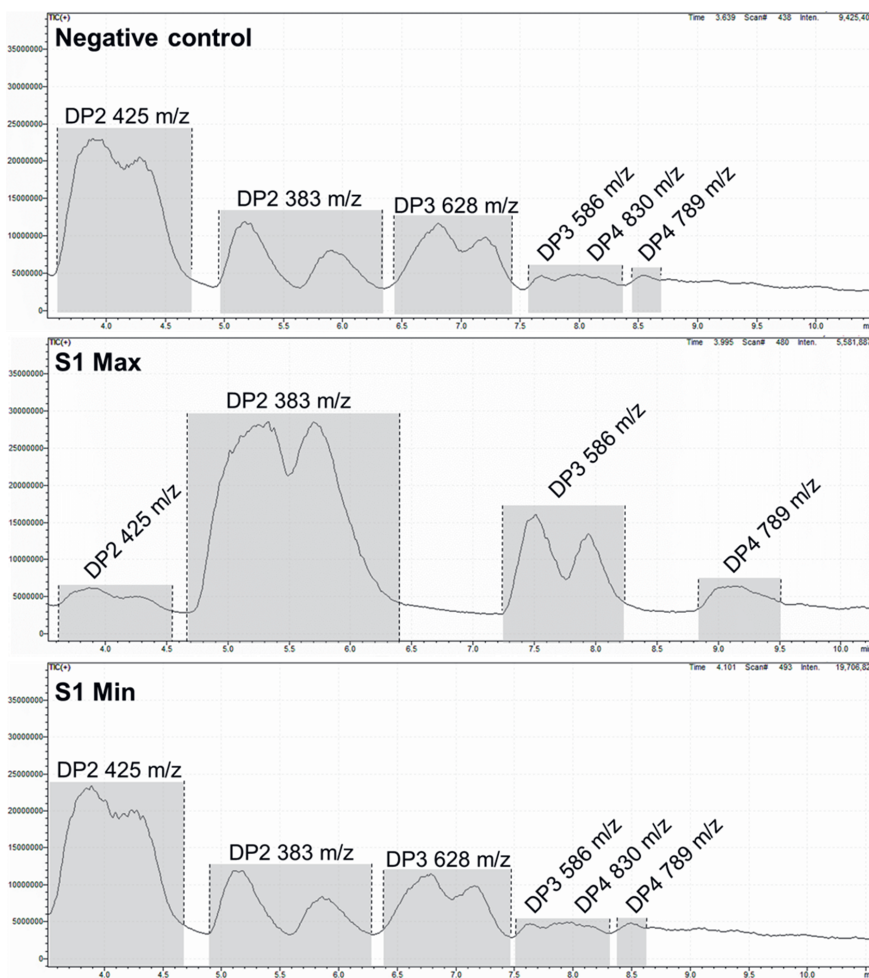 TIC(+)
Time 3.639 Scan# 438 Inten. 9,425,40
Negative control
35000000
30000000
25000000
20000000
15000000
10000000
5000000
0
DP2 425 m/z
DP2 383 m/z
DP3 628 m/z
DP3 586 m/z
DP4 830 m/z
DP4 789 m/z
4.0 4.5 5.0 5.5 6.0 6.5 7.0 7.5 8.0 8.5 9.0 9.5 10.0 m
TIC(+)
Time 3.995 Scan# 480 Inten. 5,581,887
S1 Max
35000000
30000000
25000000
20000000
15000000
10000000
5000000
0
DP2 425 m/z
DP2 383 m/z
DP3 586 m/z
DP4 789 m/z
4.0 4.5 5.0 5.5 6.0 6.5 7.0 7.5 8.0 8.5 9.0 9.5 10.0 mi
TIC(+)
Time 4.101 Scan# 493 Inten. 19,706,82
S1 Min
35000000
30000000
25000000
20000000
15000000
10000000
5000000
0
DP2 425 m/z
DP2 383 m/z
DP3 628 m/z
DP3 586 m/z
DP4 830 m/z
DP4 789 m/z
4.0 4.5 5.0 5.5 6.0 6.5 7.0 7.5 8.0 8.5 9.0 9.5 10.0 m